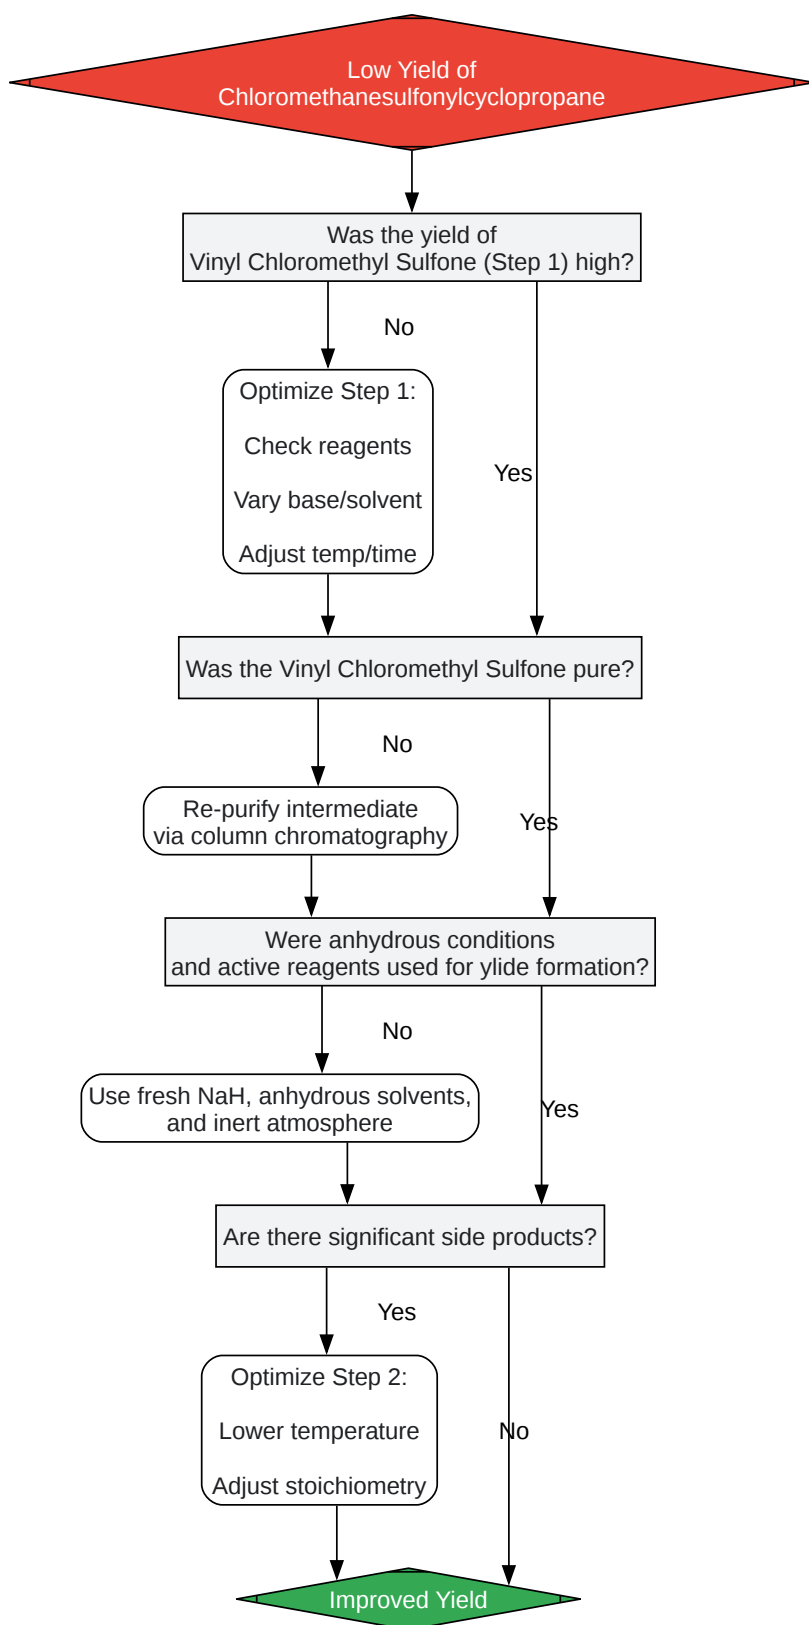 Low Yield of
Chloromethanesulfonylcyclopropane
Was the yield of
Vinyl Chloromethyl Sulfone (Step 1) high?
No
Optimize Step 1:
Check reagents
Yes
Vary base/solvent
Adjust temp/time
Was the Vinyl Chloromethyl Sulfone pure?
No
Re-purify intermediate
via column chromatography
Yes
Were anhydrous conditions
and active reagents used for ylide formation?
No
Use fresh NaH, anhydrous solvents,
and inert atmosphere
Yes
Are there significant side products?
Yes
Optimize Step 2:
Lower temperature
No
Adjust stoichiometry
Improved Yield